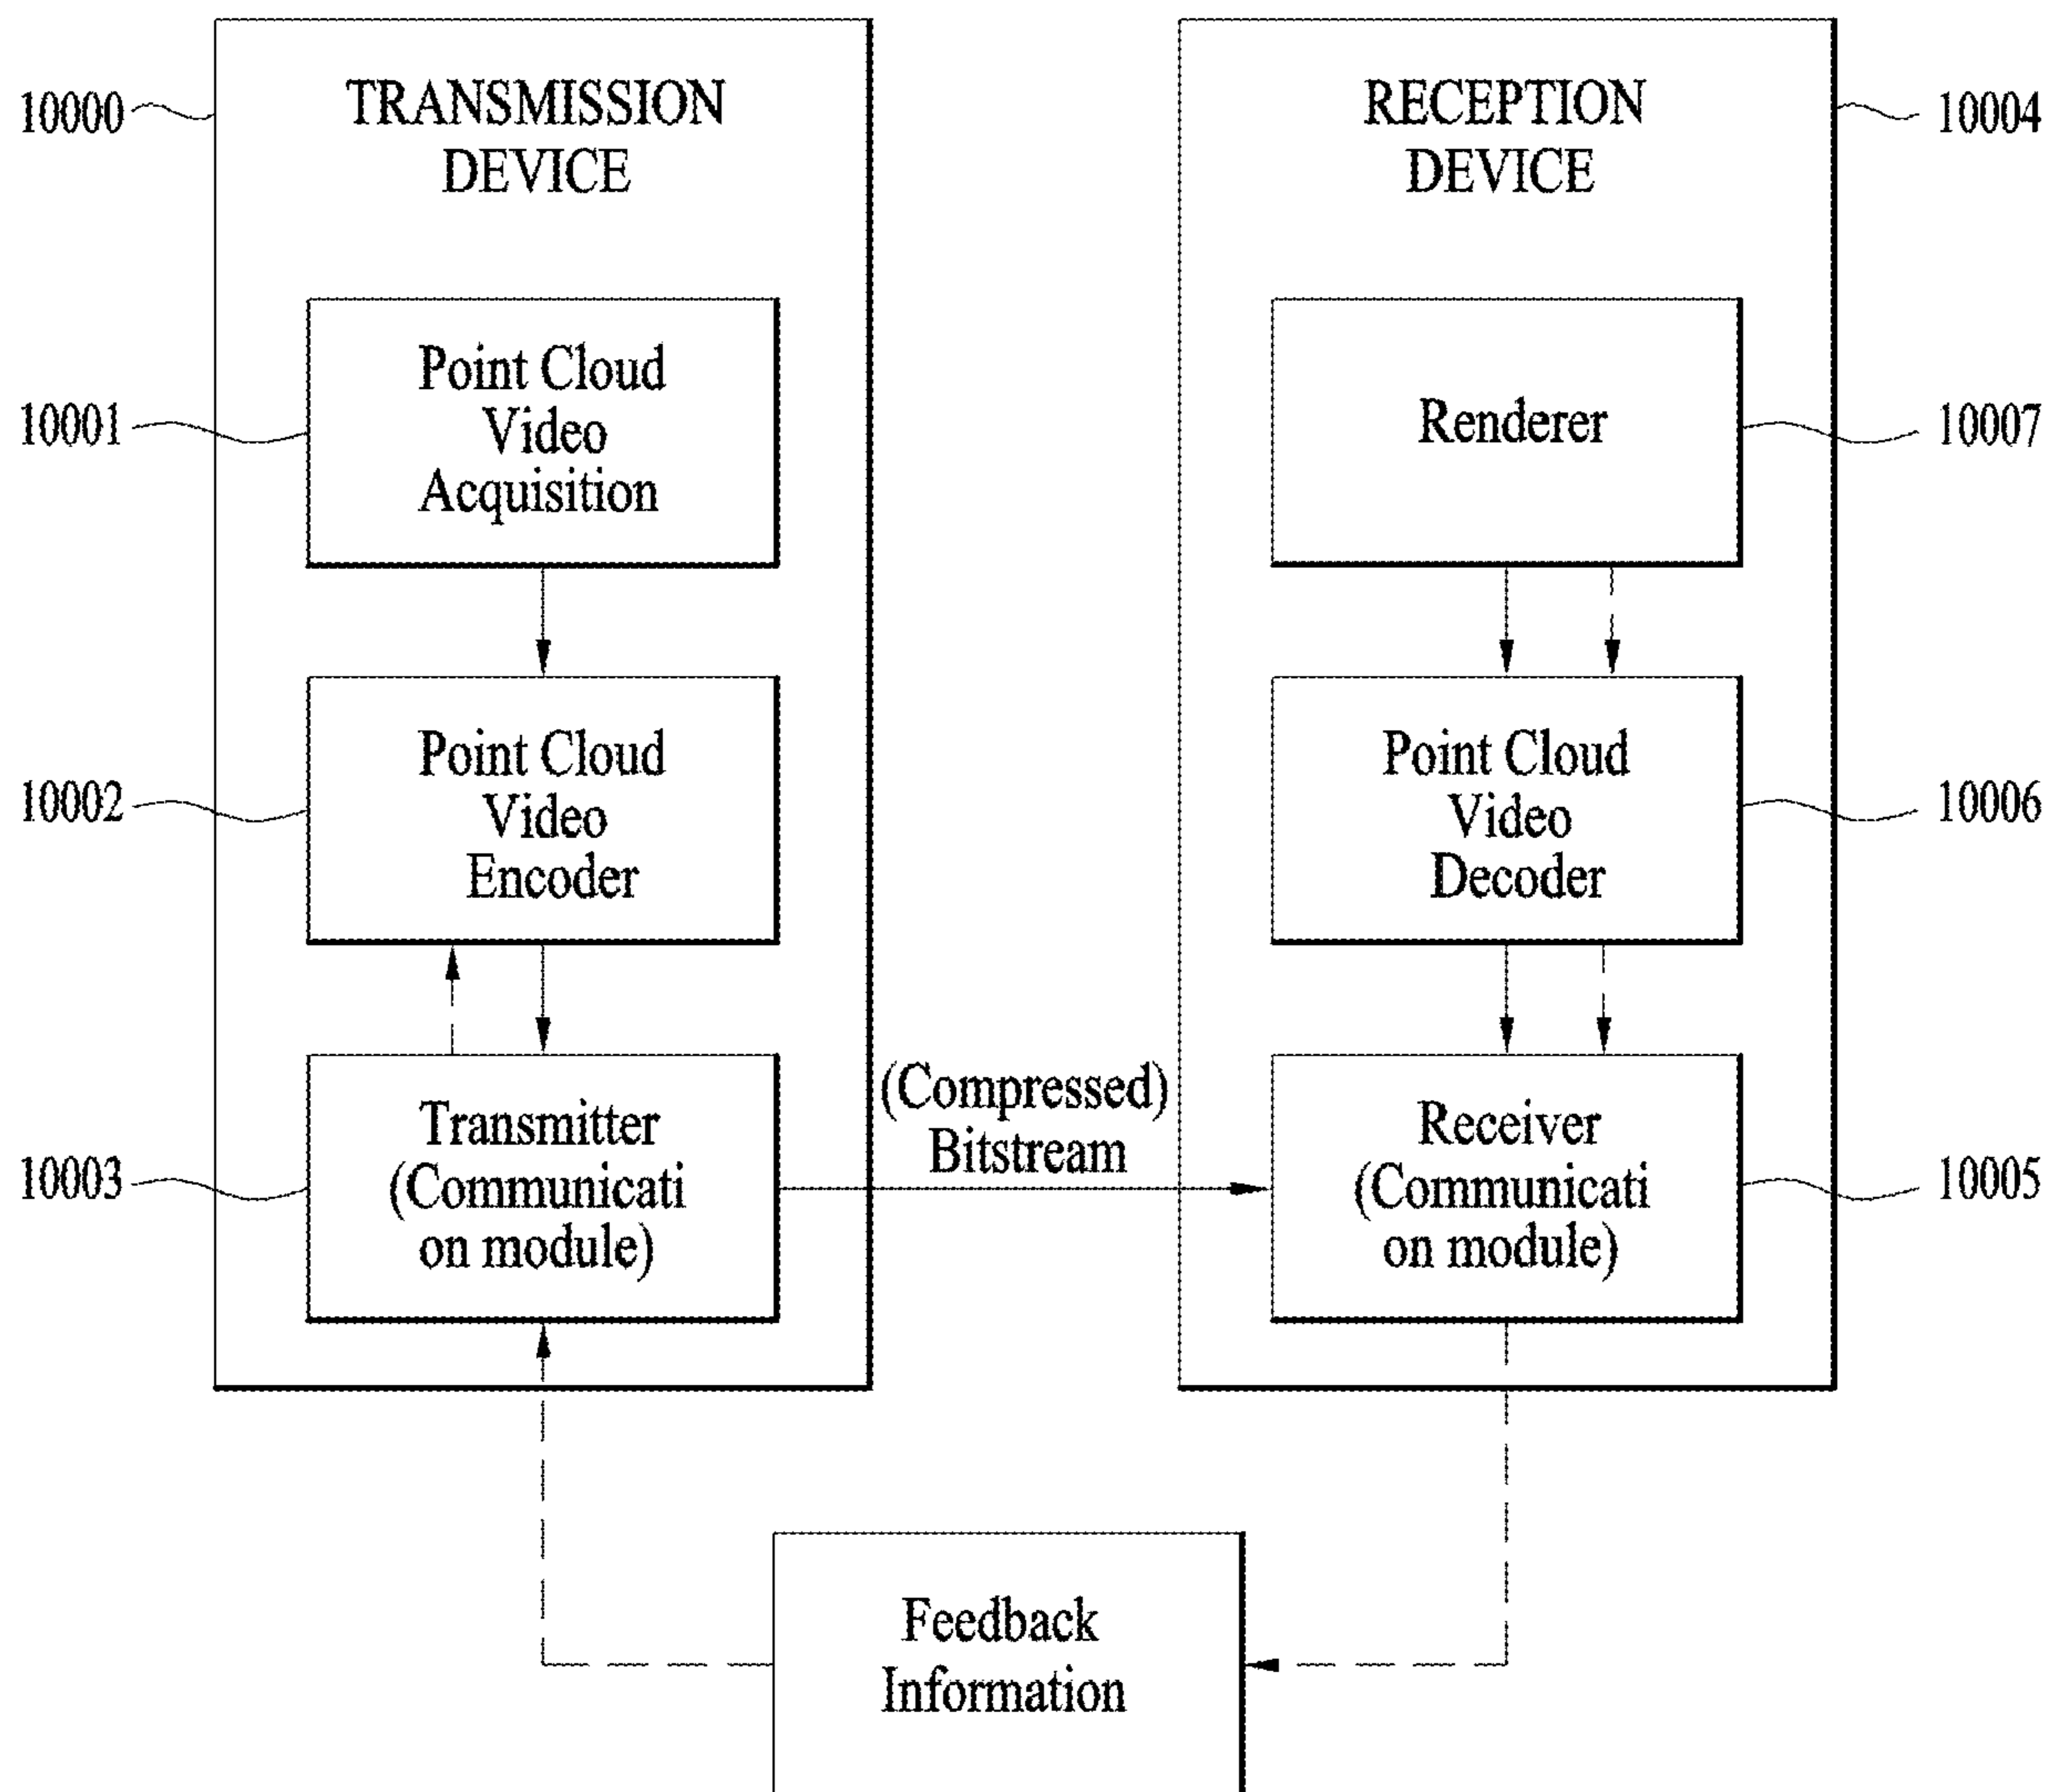 10000
TRANSMISSION
DEVICE
10001
Point Cloud
Video
Acquisition
10002
Point Cloud
Video
Encoder
10003
Transmitter
(Communicati
on module)
(Compressed)
Bitstream
RECEPTION
DEVICE
10004
Renderer
10007
Point Cloud
Video
Decoder
10006
Receiver
(Communicati
on module)
10005
Feedback
Information